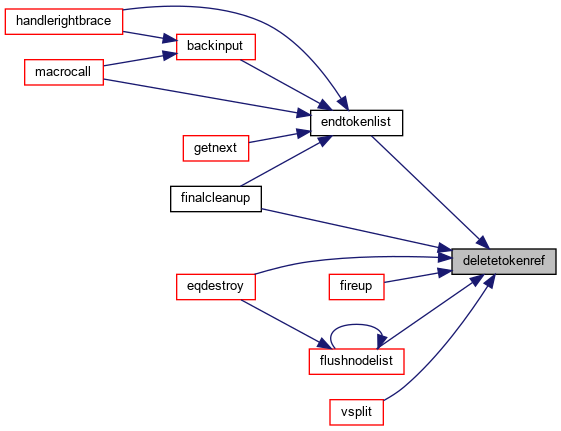 handlerightbrace
backinput
macrocall
endtokenlist
getnext
finalcleanup
deletetokenref
eqdestroy
fireup
flushnodelist
vsplit